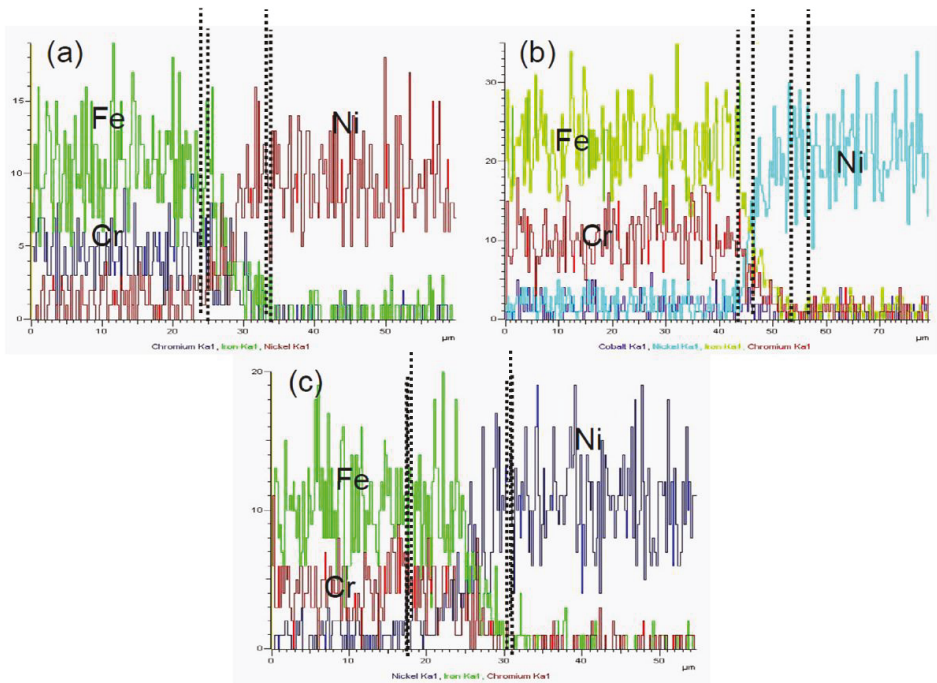 (a)
Fe
Ni
Cr
15
10
5
0
0 10 20 30 40 50
µm
Chromium Ka1, Iron Ka1, Nickel Ka1
(b)
Fe
Ni
Cr
30
20
10
0
0 10 20 30 40 50 60 70
µm
Cobalt Ka1, Nickel Ka1, Iron Ka1, Chromium Ka1
(c)
Ni
Fe
Cr
20
10
0
0 10 20 30 40 50
µm
Nickel Ka1, Iron Ka1, Chromium Ka1